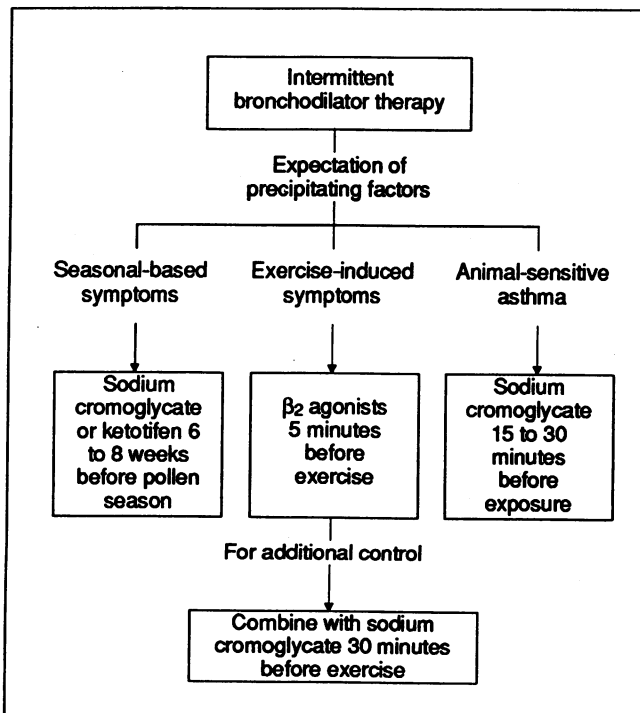 Intermittent
bronchodilator therapy
Expectation of
precipitating factors
Seasonal-based
symptoms
Exercise-induced
symptoms
Animal-sensitive
asthma
Sodium
cromoglycate
or ketotifen 6
to 8 weeks
before pollen
season
β2 agonists
5 minutes
before
exercise
Sodium
cromoglycate
15 to 30
minutes
before
exposure
For additional control
Combine with sodium
cromoglycate 30 minutes
before exercise